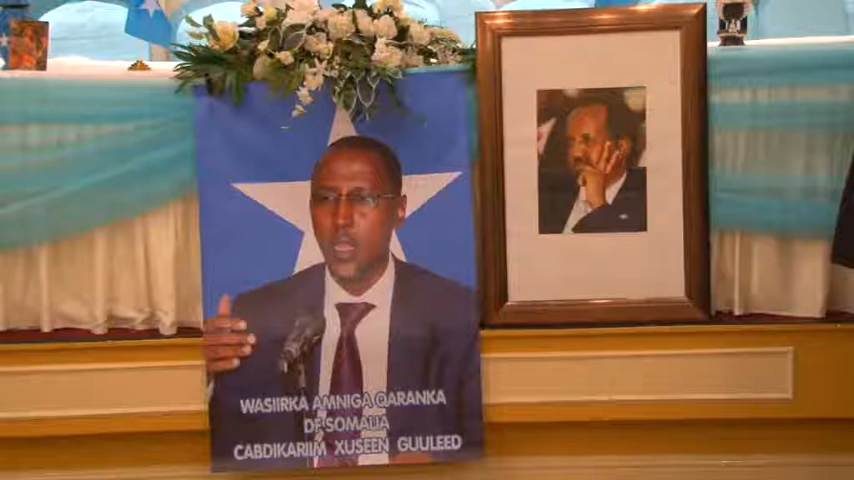 WASIIRKA AMNIGA QARANKA
DF SOMALIA
CABDIKARIIM XUSEEN GUULEED